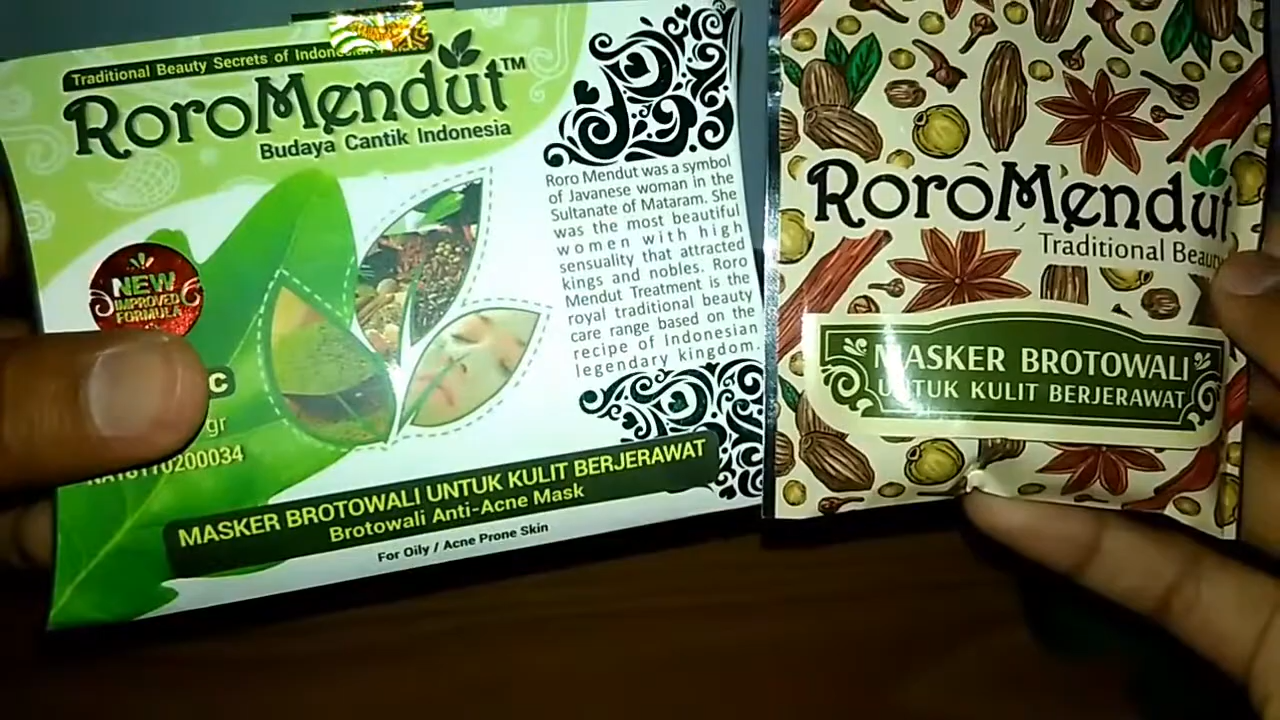 Traditional Beauty Secrets of
RoroMendut™
Budaya Cantik Indonesia
Roro Mendut was a symbol
of Javanese woman in the
Sultanate of Mataram. She
was the most beautiful
women with high
sensuality that attracted
kings and nobles. Roro
Mendut Treatment is the
royal traditional beauty
care range based on the
recipe of Indonesian
legendary kingdom.
NEW
IMPROVED
FORMULA
gr
MASKER BROTOWALI UNTUK KULIT BERJERAWAT
Brotowali Anti-Acne Mask
For Oily / Acne Prone Skin
RoroMendut
Traditional Beauty
MASKER BROTOWALI
UNTUK KULIT BERJERAWAT